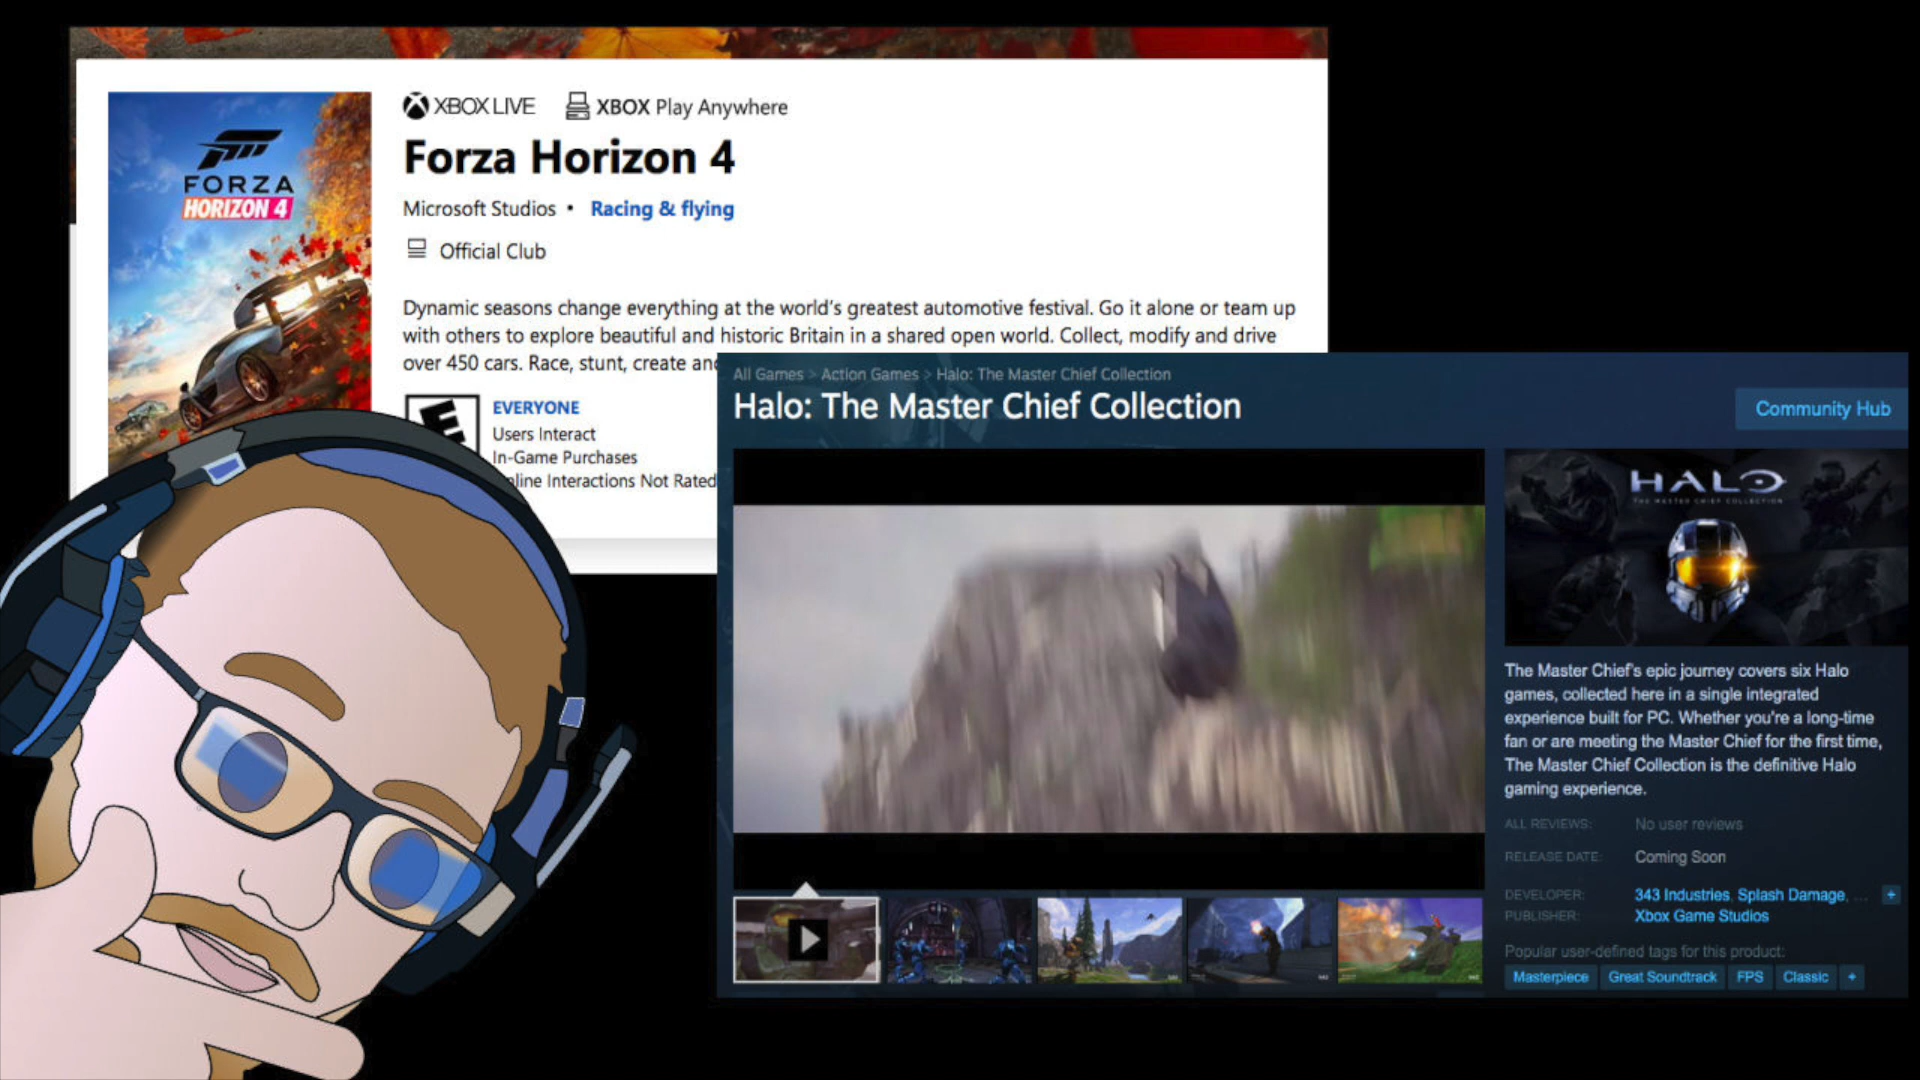 XBOX LIVE XBOX Play Anywhere
Forza Horizon 4
Microsoft Studios • Racing & flying
Official Club
Dynamic seasons change everything at the world's greatest automotive festival. Go it alone or team up
with others to explore beautiful and historic Britain in a shared open world. Collect, modify and drive
over 450 cars. Race, stunt, create and
FORZA
HORIZON 4
E
EVERYONE
Users Interact
In-Game Purchases
nline Interactions Not Rated
All Games > Action Games > Halo: The Master Chief Collection
Halo: The Master Chief Collection
Community Hub
HALO
THE MASTER CHIEF COLLECTION
The Master Chief's epic journey covers six Halo
games, collected here in a single integrated
experience built for PC. Whether you're a long-time
fan or are meeting the Master Chief for the first time,
The Master Chief Collection is the definitive Halo
gaming experience.
ALL REVIEWS: No user reviews
RELEASE DATE: Coming Soon
DEVELOPER: 343 Industries, Splash Damage, ... +
PUBLISHER: Xbox Game Studios
Popular user-defined tags for this product:
Masterpiece Great Soundtrack FPS Classic +